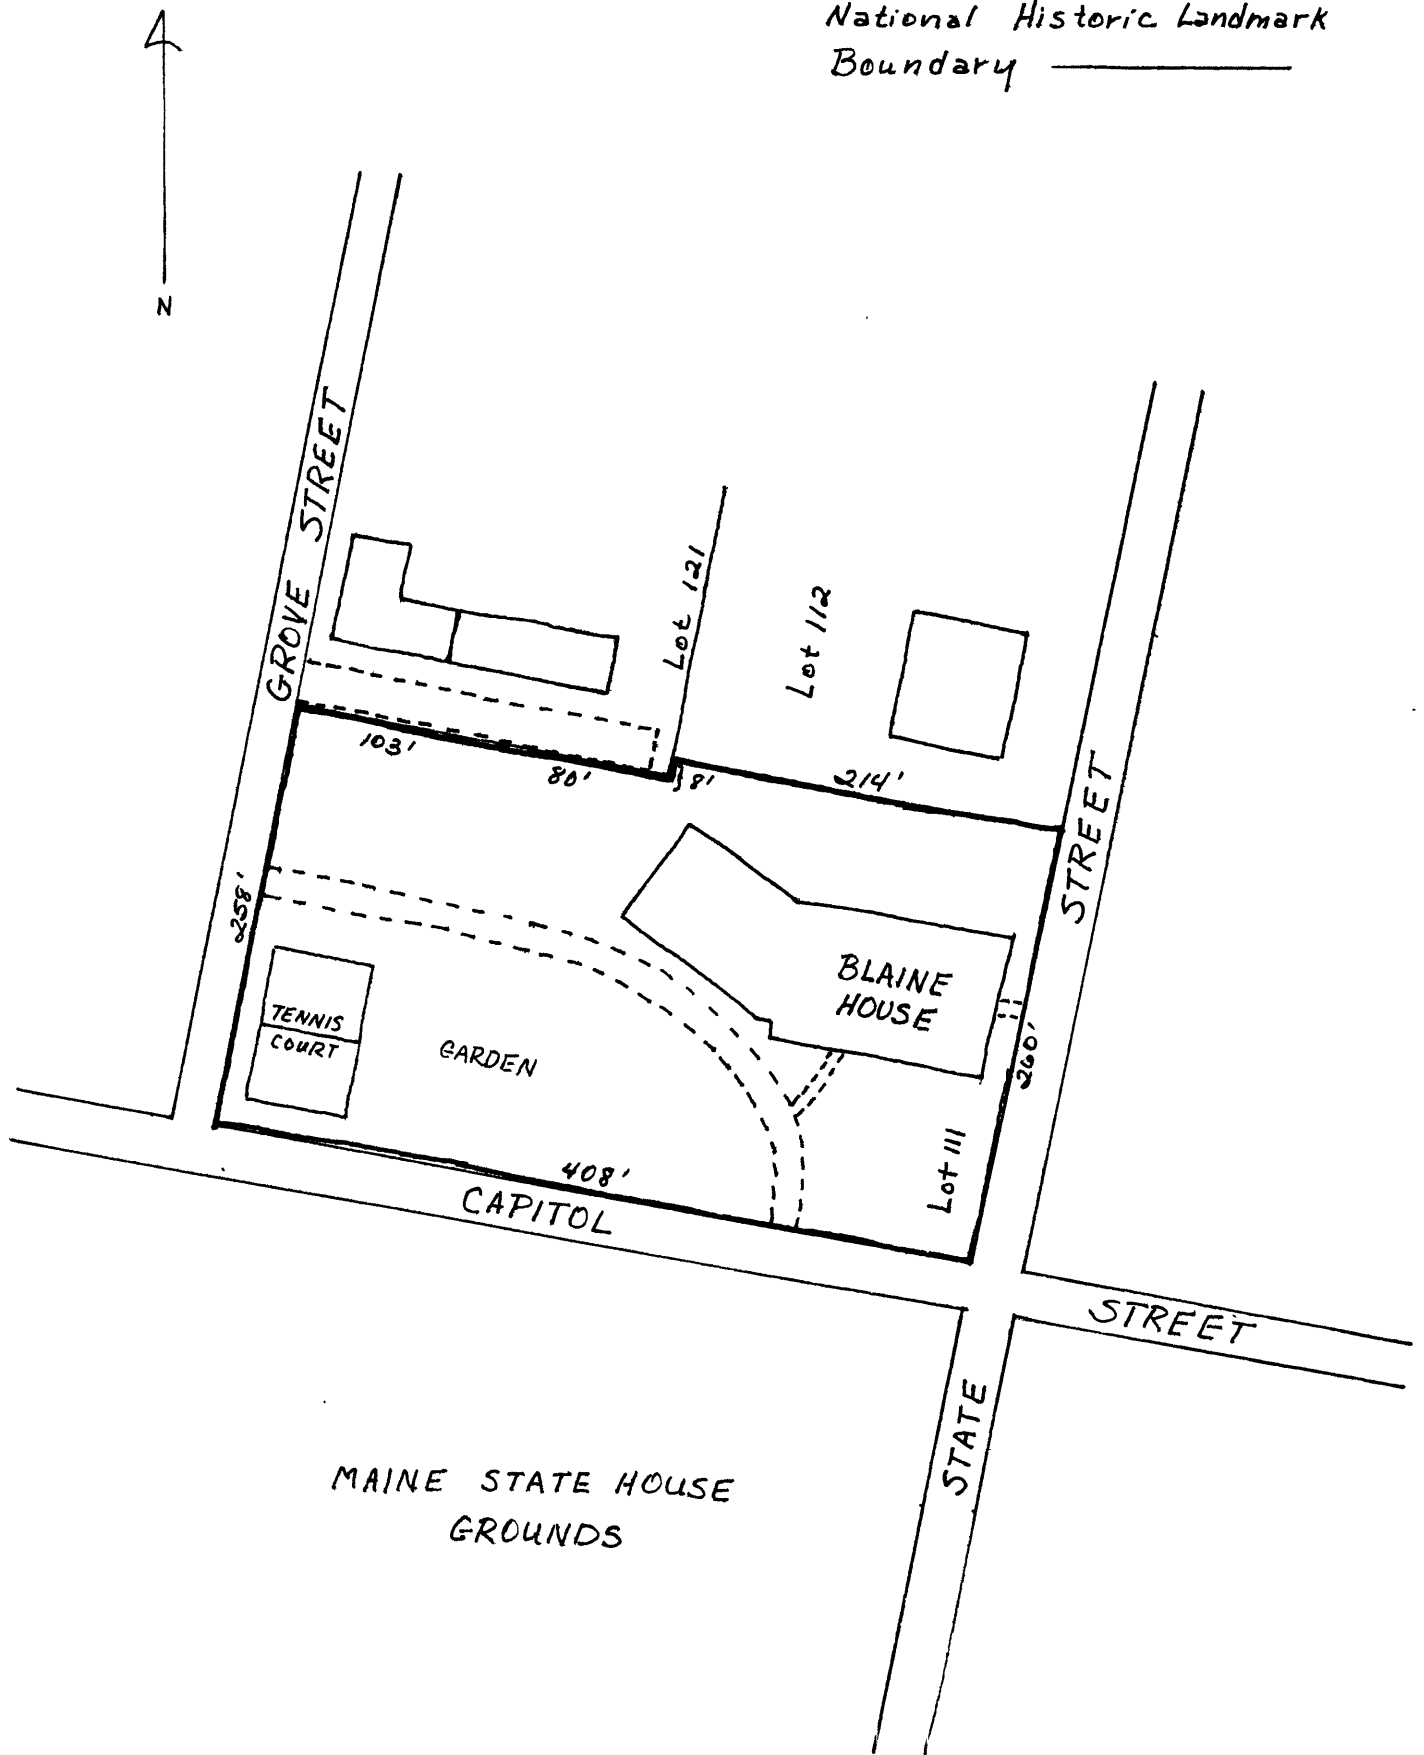 National Historic Landmark
Boundary
N
GROVE STREET
Lot 121
Lot 112
103'
80'
8'
214'
STREET
258'
BLAINE
HOUSE
TENNIS
COURT
GARDEN
260'
Lot 111
408'
CAPITOL
STREET
STATE
MAINE STATE HOUSE
GROUNDS